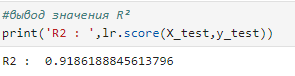 #вывод значения R²
print('R2 : ',lr.score(X_test,y_test))
R2 :  0.9186188845613796